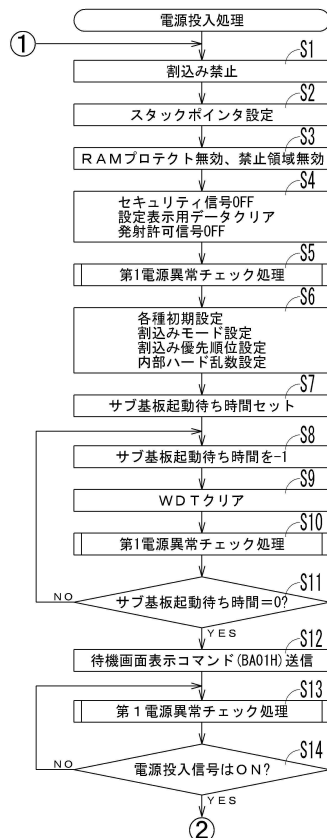 電源投入処理
①
S1
割込み禁止
S2
スタックポインタ設定
S3
RAMプロテクト無効、禁止領域無効
S4
セキュリティ信号OFF
設定表示用データクリア
発射許可信号OFF
S5
第1電源異常チェック処理
S6
各種初期設定
割込みモード設定
割込み優先順位設定
内部ハード乱数設定
S7
サブ基板起動待ち時間セット
S8
サブ基板起動待ち時間を-1
S9
WDTクリア
S10
第1電源異常チェック処理
S11
サブ基板起動待ち時間=0?
NO
YES
S12
待機画面表示コマンド(BA01H)送信
S13
第1電源異常チェック処理
S14
電源投入信号はON?
NO
YES
②